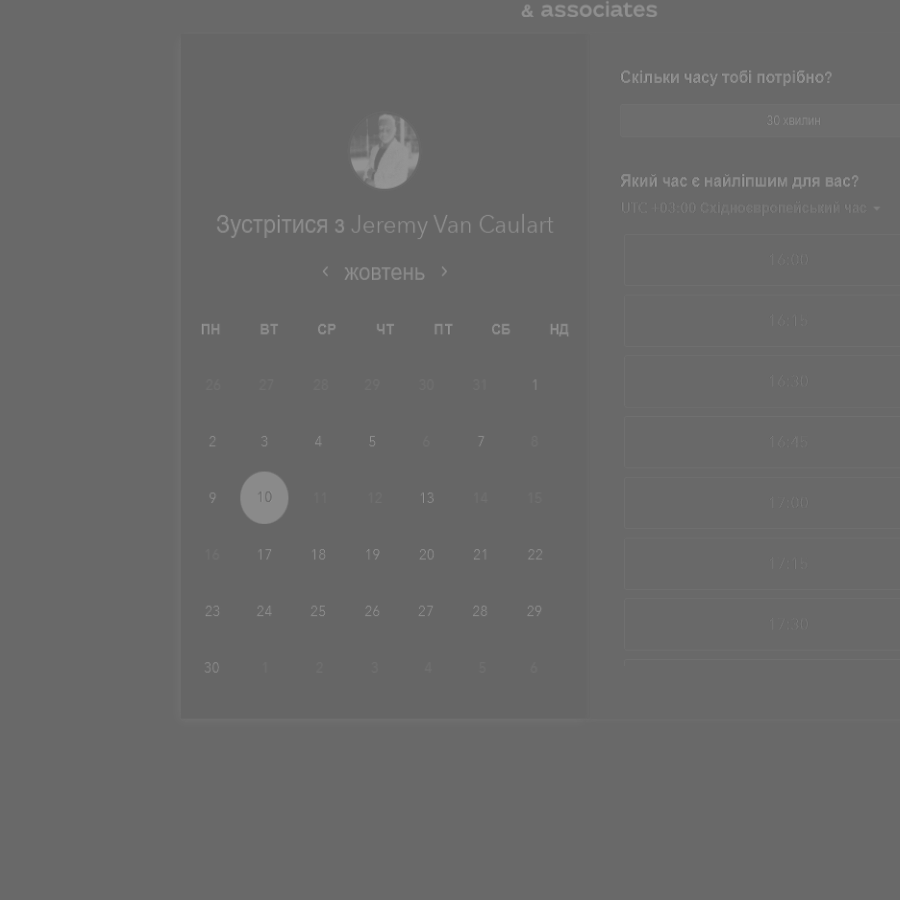 & associates
Скільки часу тобі потрібно?
30 хвилин
Який час є найліпшим для вас?
UTC +03:00 Східноєвропейський час
Зустрітися з Jeremy Van Caulart
жовтень
ПН ВТ СР ЧТ ПТ СБ НД
26 27 28 29 30 31 1
2 3 4 5 6 7 8
9 10 11 12 13 14 15
16 17 18 19 20 21 22
23 24 25 26 27 28 29
30 1 2 3 4 5 6
16:00
16:15
16:30
16:45
17:00
17:15
17:30